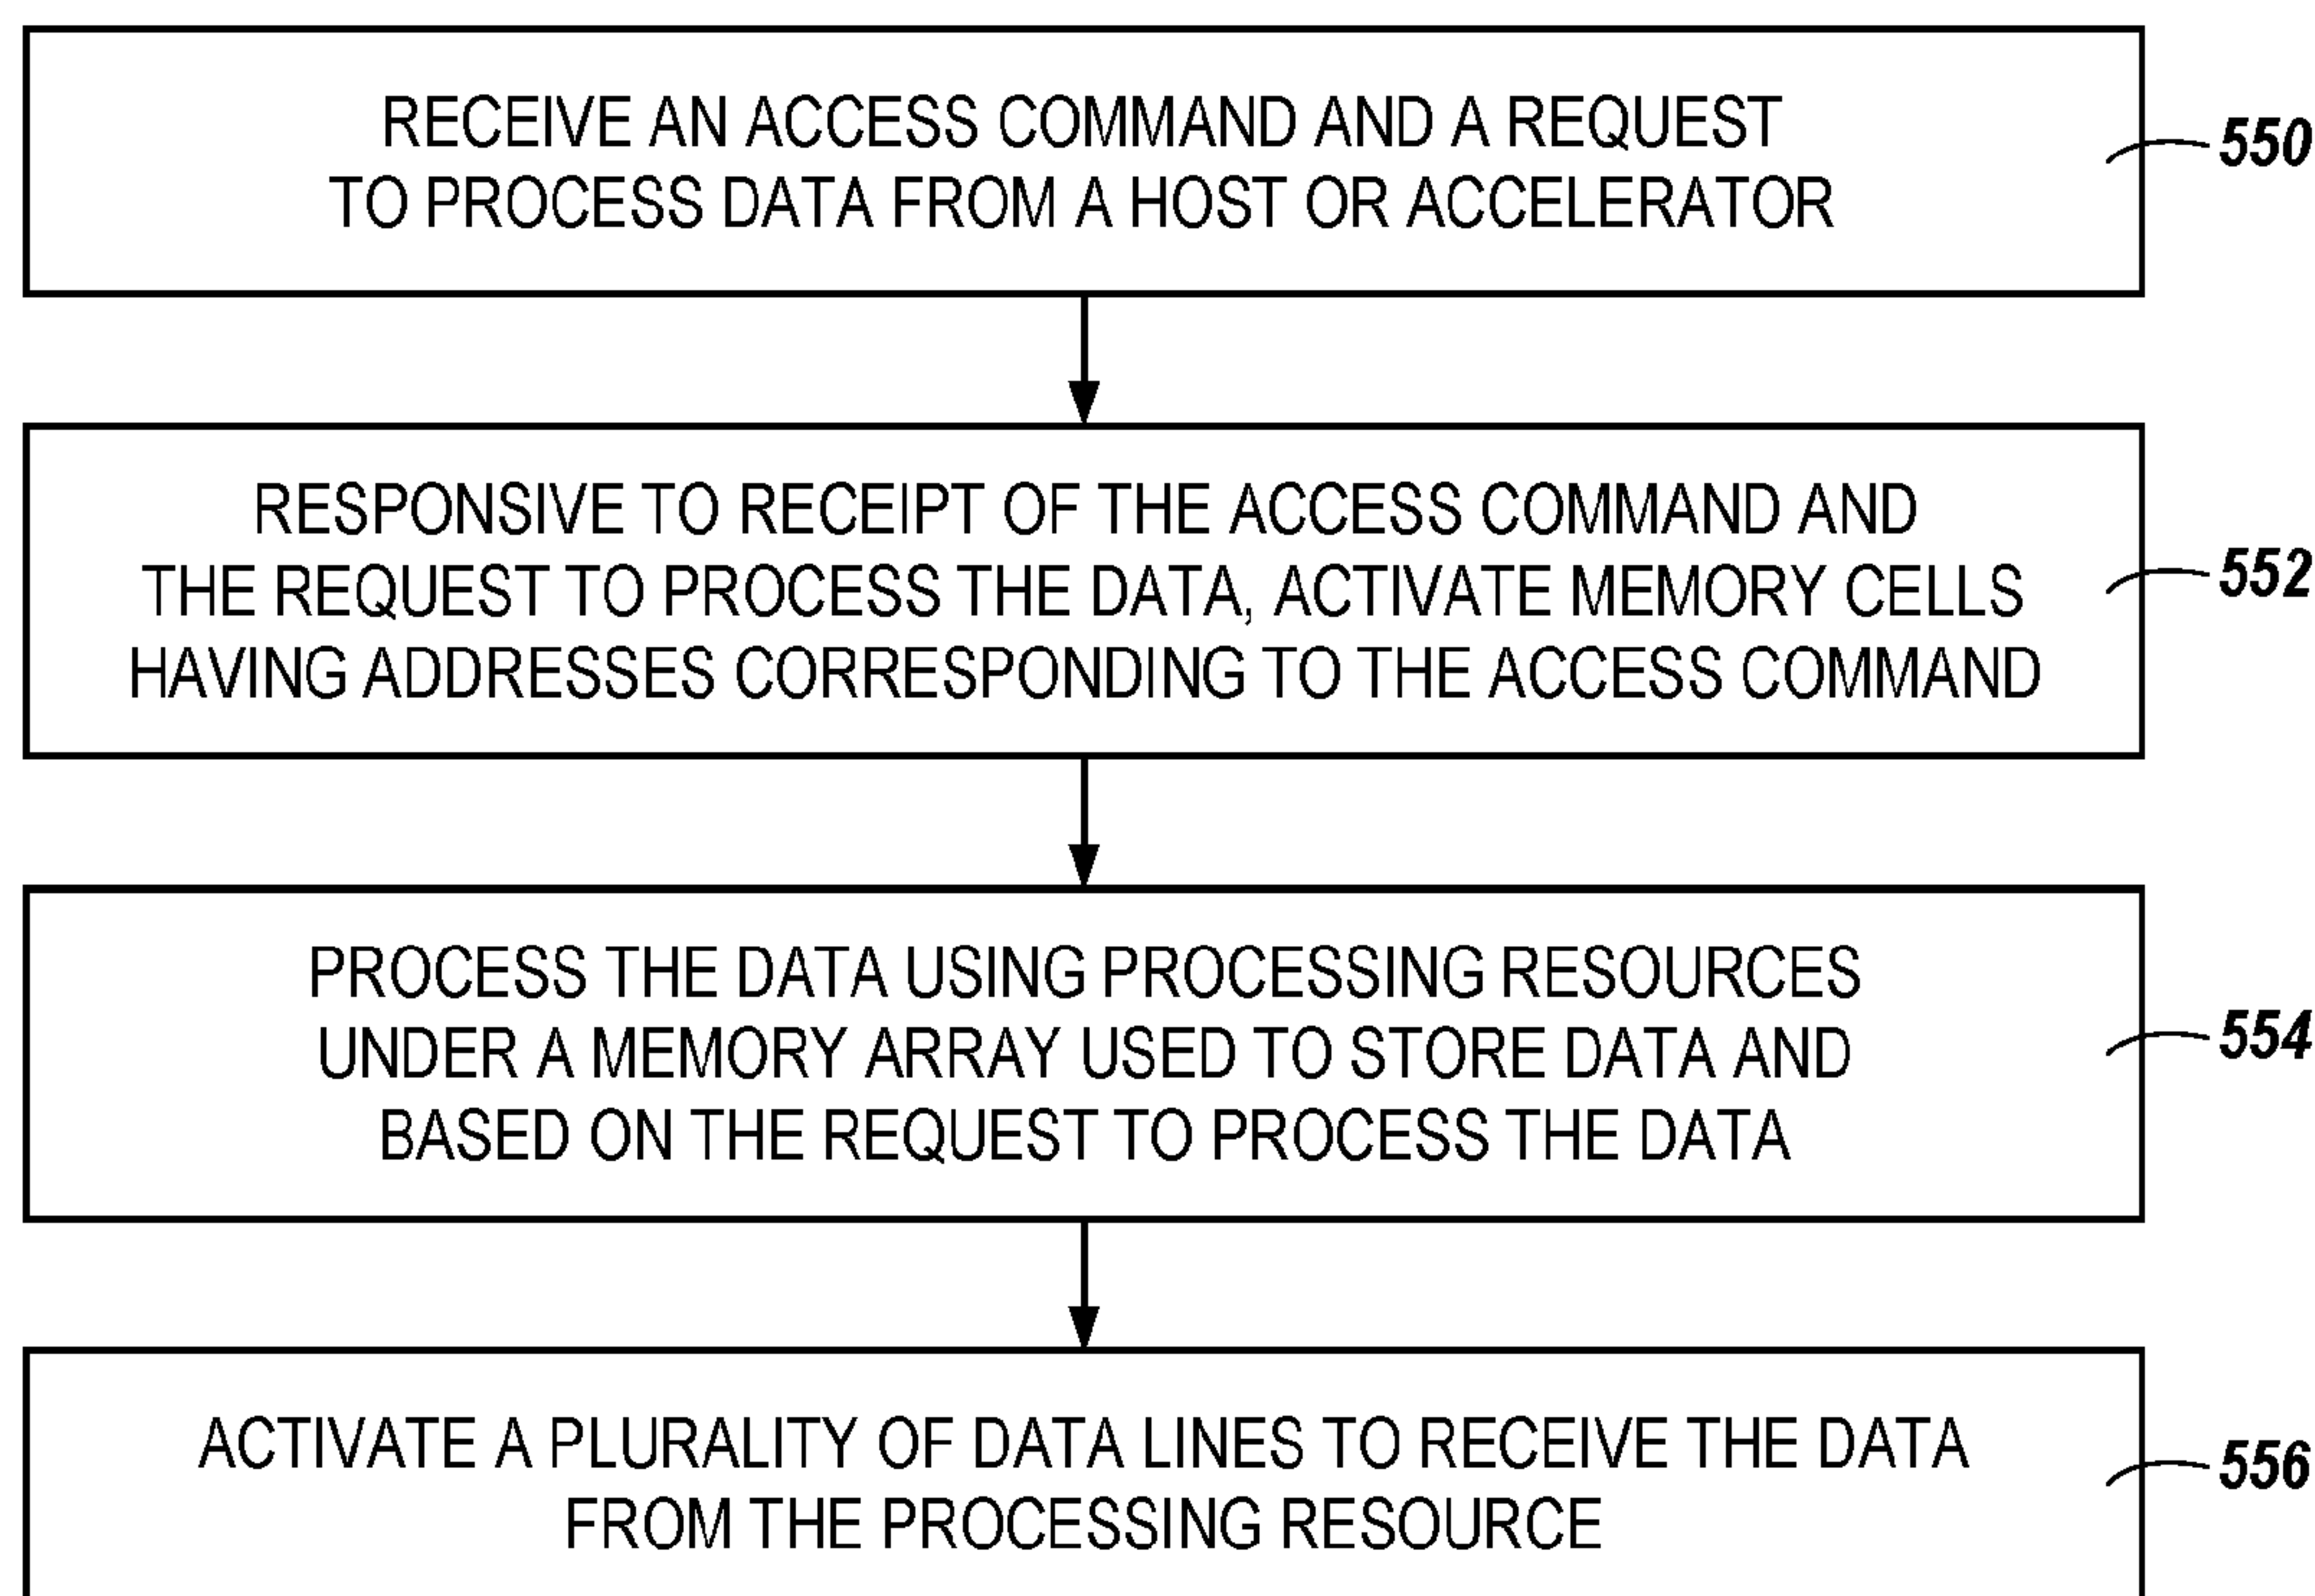 RECEIVE AN ACCESS COMMAND AND A REQUEST
TO PROCESS DATA FROM A HOST OR ACCELERATOR
550
RESPONSIVE TO RECEIPT OF THE ACCESS COMMAND AND
THE REQUEST TO PROCESS THE DATA, ACTIVATE MEMORY CELLS
HAVING ADDRESSES CORRESPONDING TO THE ACCESS COMMAND
552
PROCESS THE DATA USING PROCESSING RESOURCES
UNDER A MEMORY ARRAY USED TO STORE DATA AND
BASED ON THE REQUEST TO PROCESS THE DATA
554
ACTIVATE A PLURALITY OF DATA LINES TO RECEIVE THE DATA
FROM THE PROCESSING RESOURCE
556